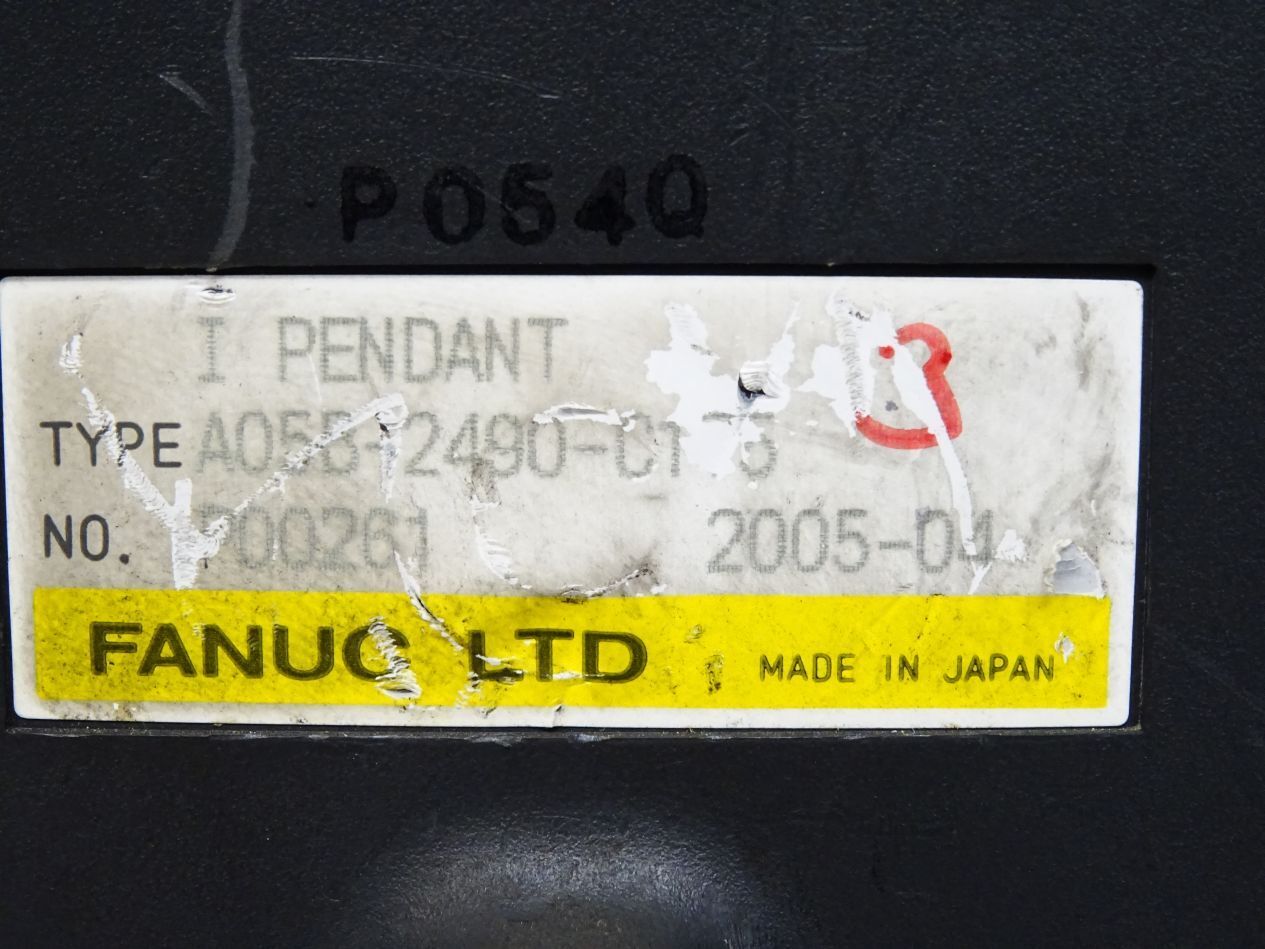 P0540
I PENDANT
TYPE
NO. 2005-04
FANUC LTD MADE IN JAPAN